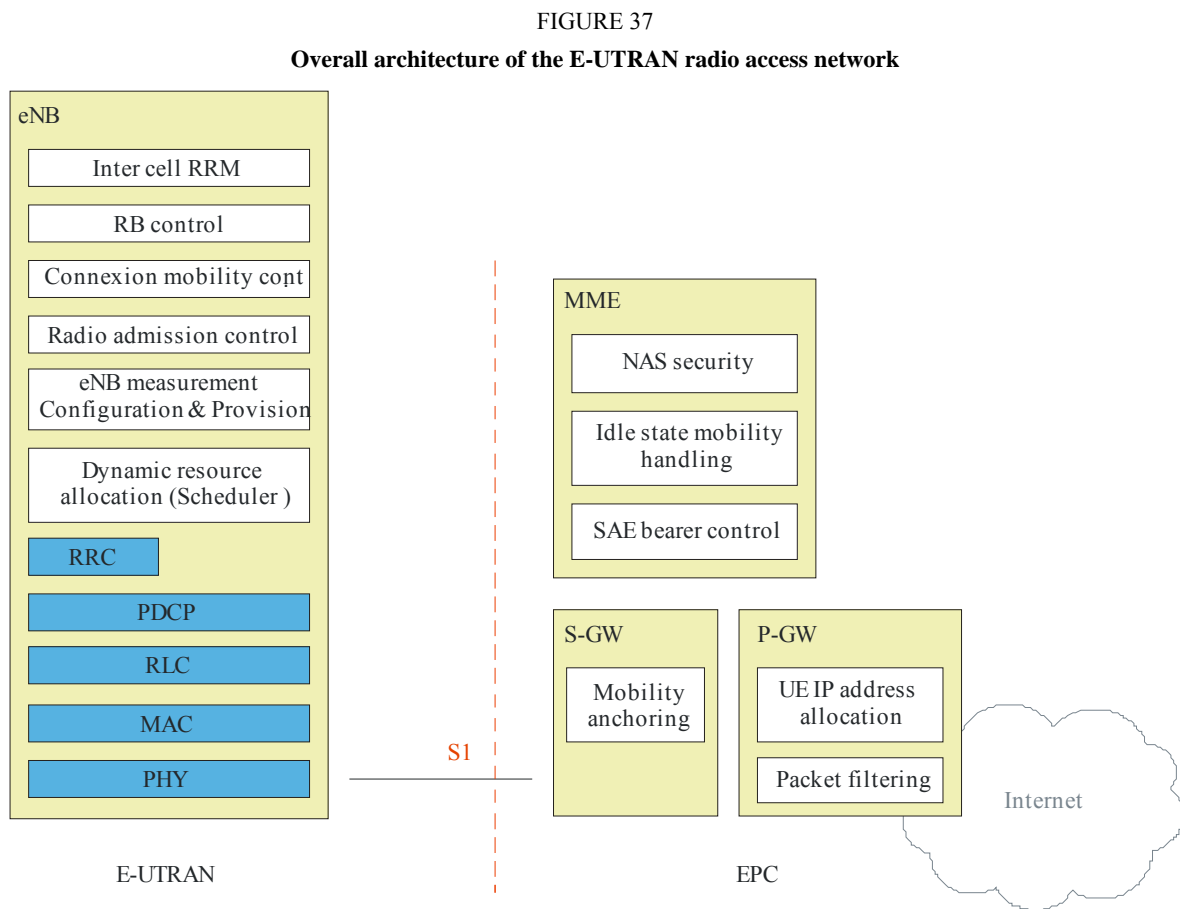 FIGURE 37
Overall architecture of the E-UTRAN radio access network
eNB
Inter cell RRM
RB control
Connexion mobility cont.
Radio admission control
eNB measurement
Configuration & Provision
Dynamic resource
allocation (Scheduler )
RRC
PDCP
RLC
MAC
PHY
E-UTRAN
S1
MME
NAS security
Idle state mobility
handling
SAE bearer control
S-GW
Mobility
anchoring
P-GW
UE IP address
allocation
Packet filtering
Internet
EPC